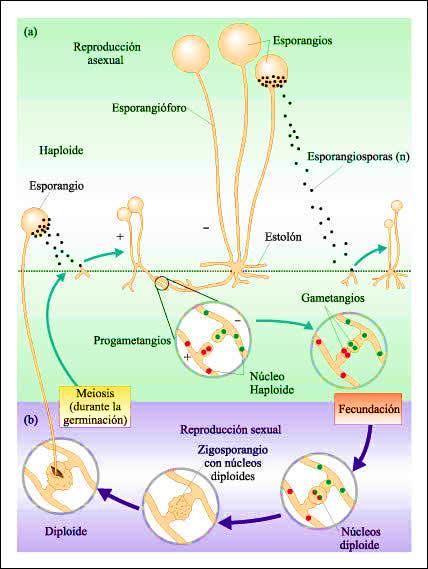 (a)
Reproducción
asexual
Esporangios
Esporangióforo
Haploide
Esporangiosporas (n)
Esporangio
+
-
Estolón
Gametangios
Progametangios
-
+
Núcleo
Haploide
Meiosis
(durante la
germinación)
Fecundación
(b)
Reproducción sexual
Zigosporangio
con núcleos
diploides
Diploide
Núcleos
diploide